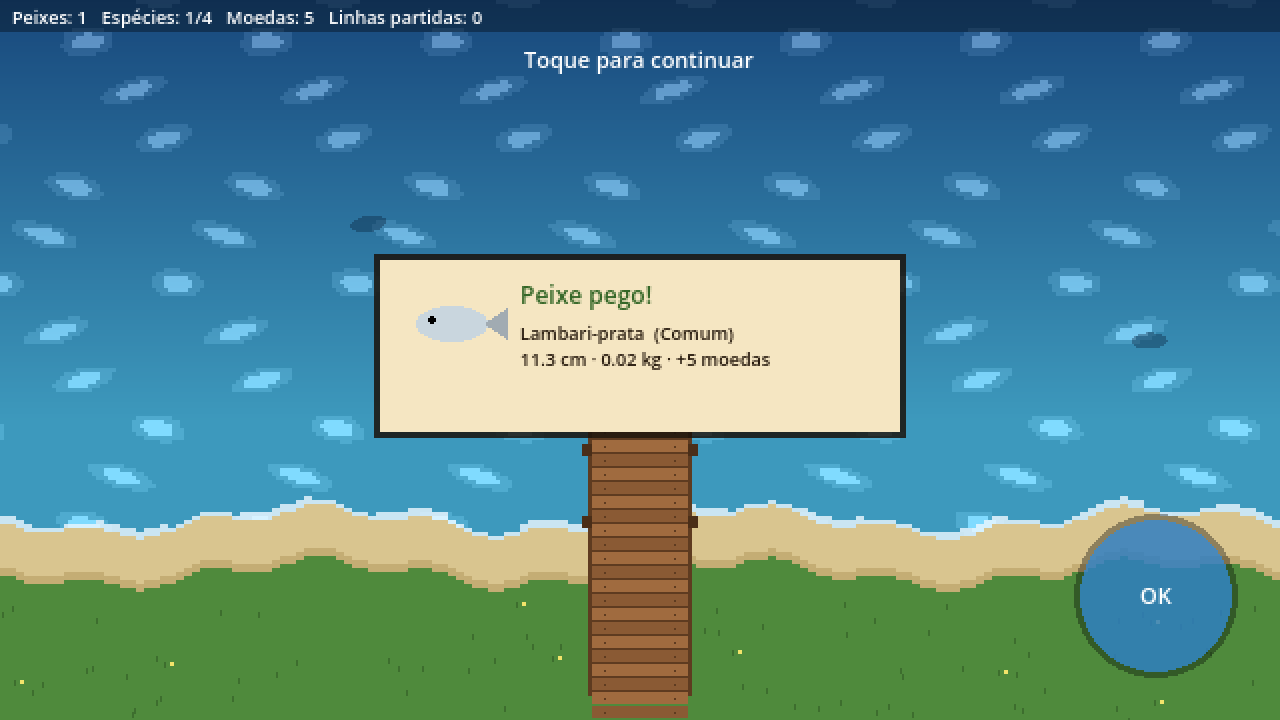 Peixes: 1   Espécies: 1/4   Moedas: 5   Linhas partidas: 0
Toque para continuar
Peixe pego!
Lambari-prata  (Comum)
11.3 cm · 0.02 kg · +5 moedas
OK